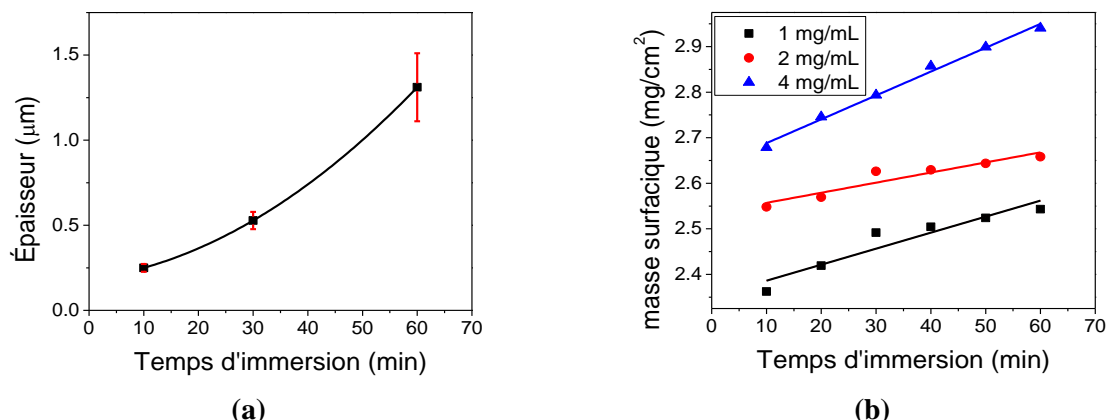 1.5
1.0
0.5
0.0
0 10 20 30 40 50 60 70
Épaisseur (µm)
Temps d'immersion (min)
(a)
1 mg/mL
2 mg/mL
4 mg/mL
2.9
2.8
2.7
2.6
2.5
2.4
0 10 20 30 40 50 60 70
masse surfacique (mg/cm²)
Temps d'immersion (min)
(b)